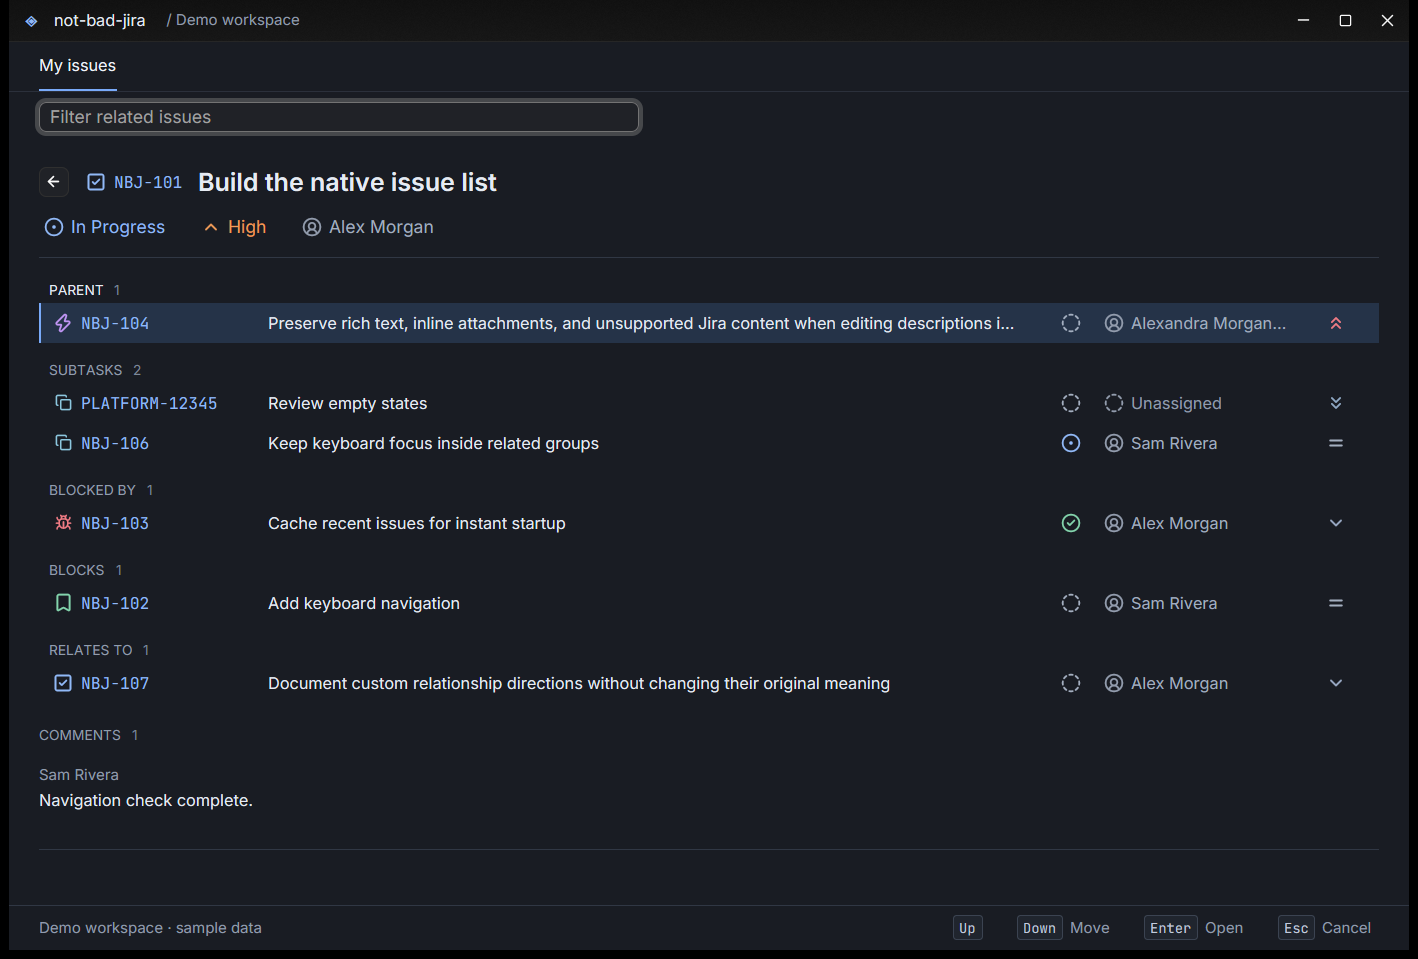 not-bad-jira / Demo workspace
My issues
Filter related issues
NBJ-101 Build the native issue list
In Progress High Alex Morgan
PARENT 1
NBJ-104 Preserve rich text, inline attachments, and unsupported Jira content when editing descriptions i... Alexandra Morgan...
SUBTASKS 2
PLATFORM-12345 Review empty states Unassigned
NBJ-106 Keep keyboard focus inside related groups Sam Rivera
BLOCKED BY 1
NBJ-103 Cache recent issues for instant startup Alex Morgan
BLOCKS 1
NBJ-102 Add keyboard navigation Sam Rivera
RELATES TO 1
NBJ-107 Document custom relationship directions without changing their original meaning Alex Morgan
COMMENTS 1
Sam Rivera
Navigation check complete.
Demo workspace · sample data Up Down Move Enter Open Esc Cancel